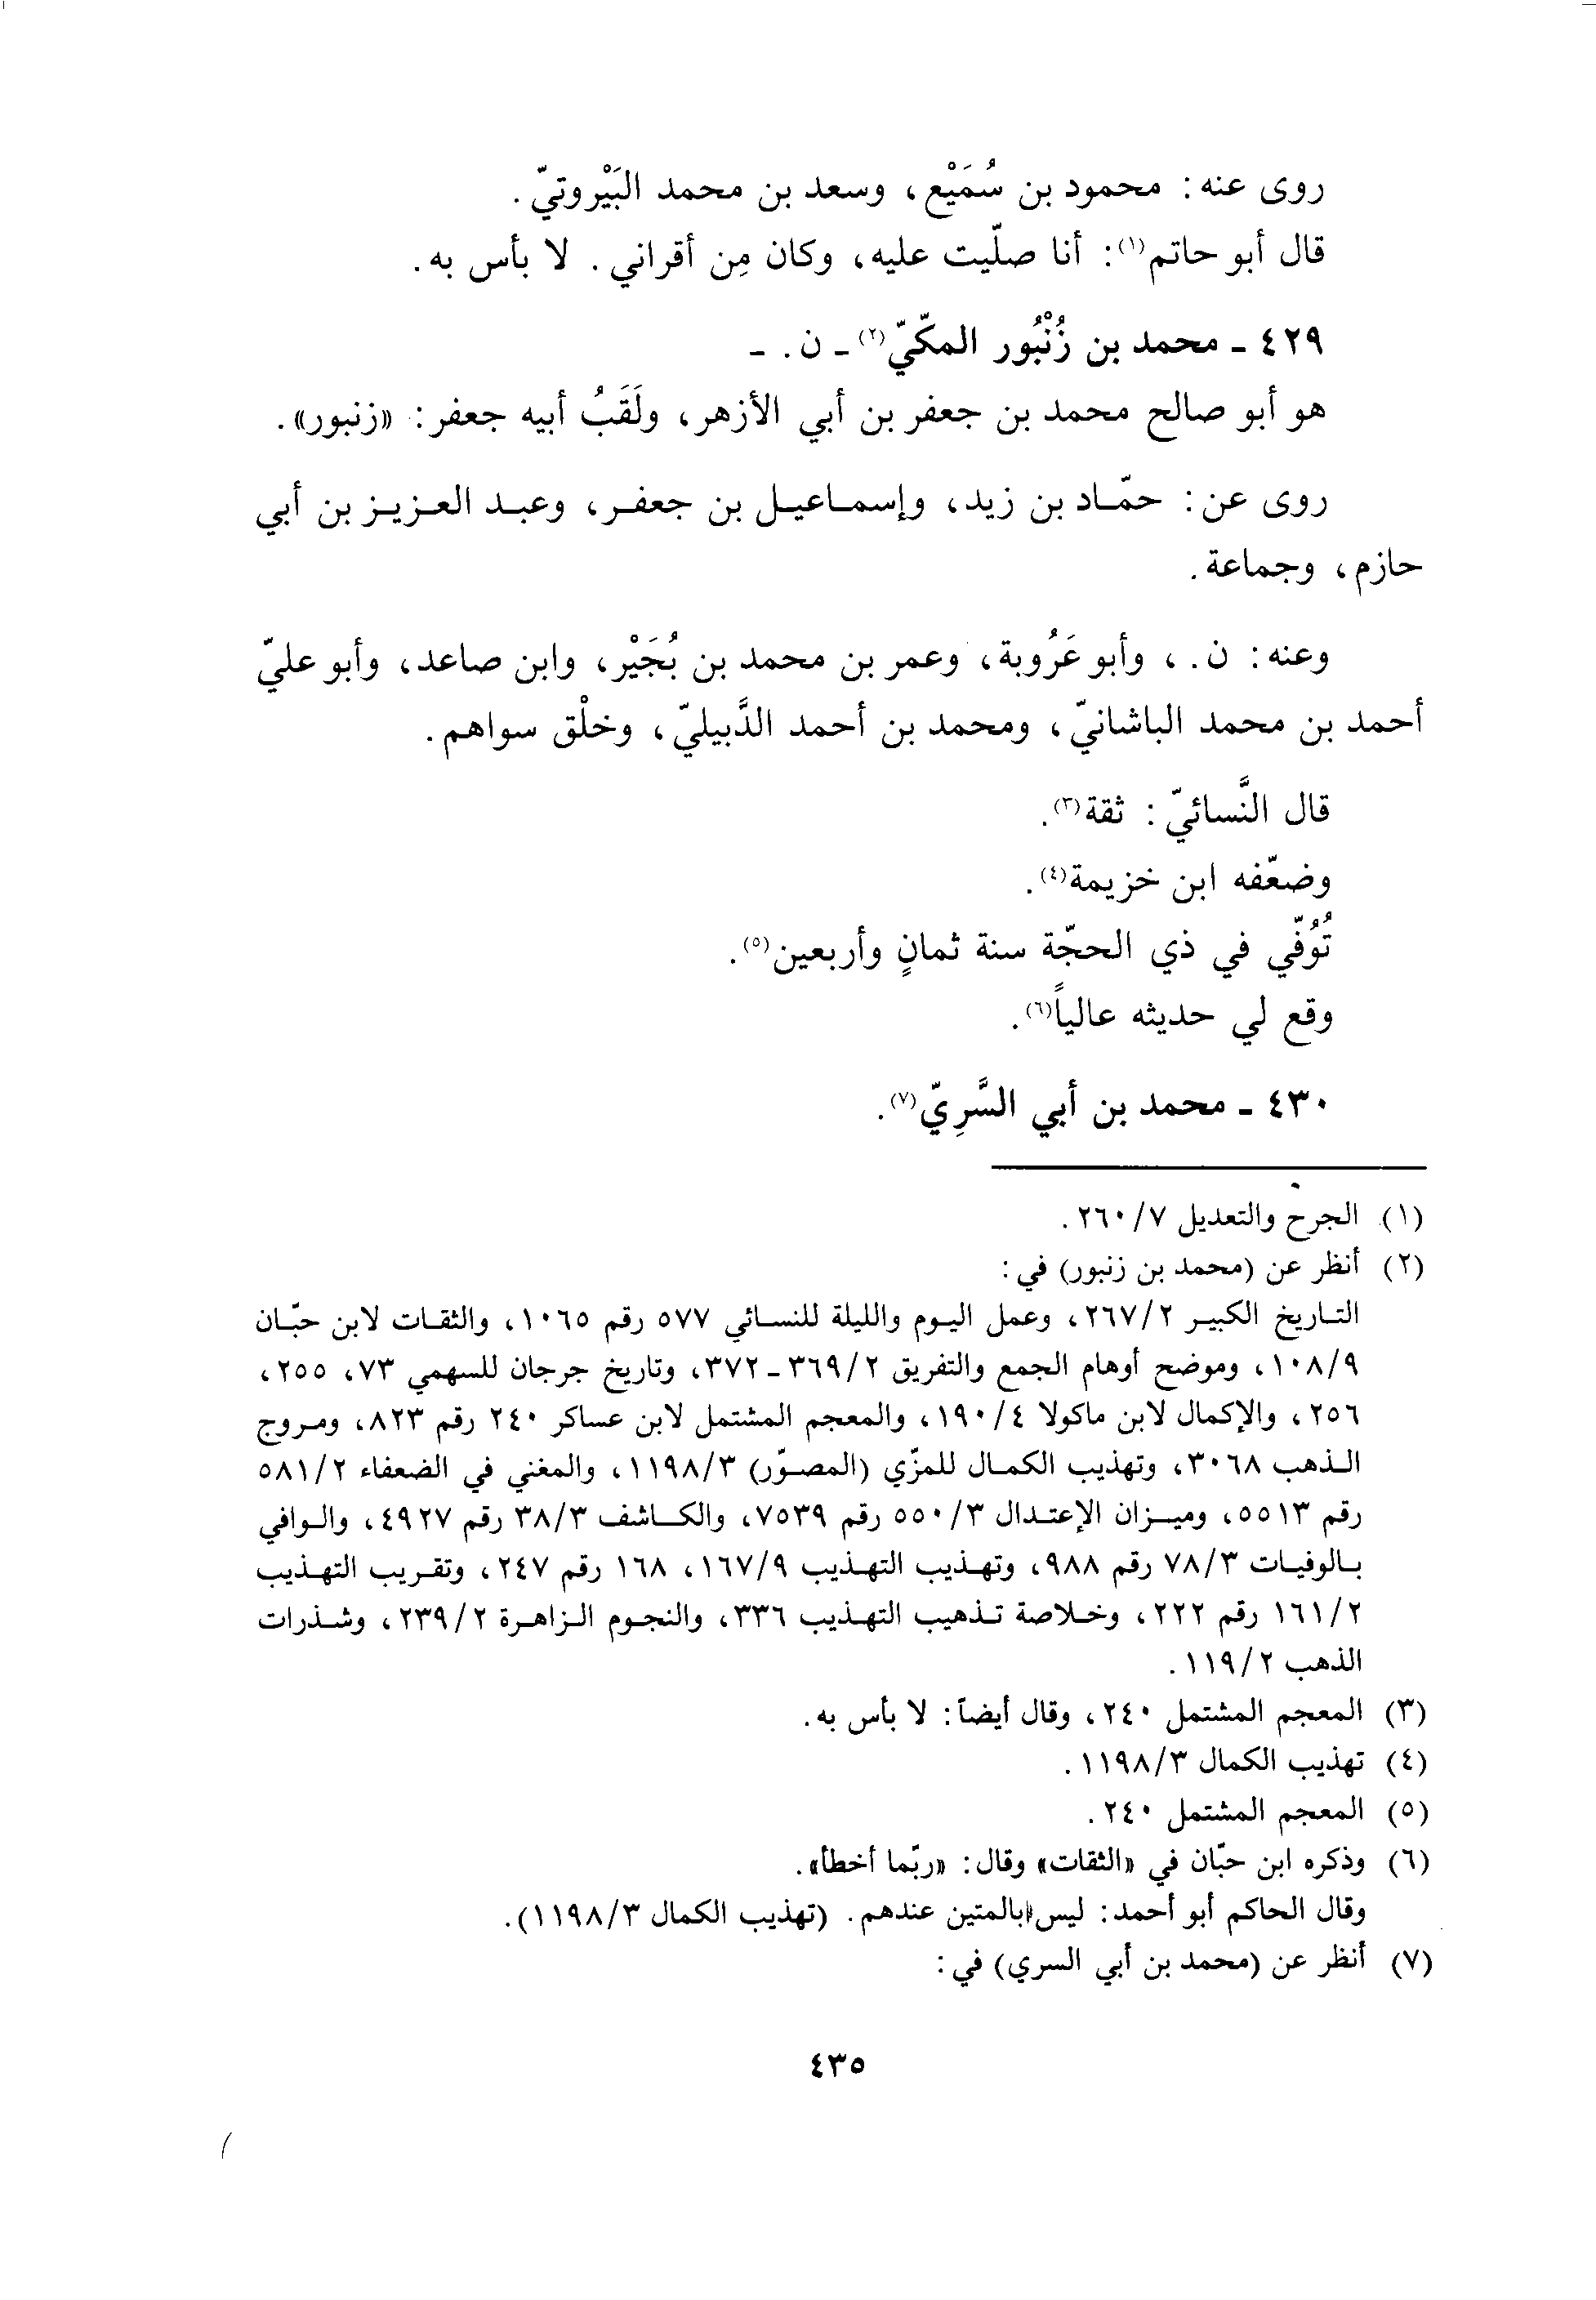 روى عنه: محمود بن سُمَيْع، وسعد بن محمد البَيْروتيّ.
قال أبو حاتم(١): أنا صلّيت عليه، وكان مِن أقراني. لا بأس به.
٤٢٩ ـ محمد بن زُنْبُور المكّيّ(٢) ـ ن. ـ
هو أبو صالح محمد بن جعفر بن أبي الأزهر، ولَقَبُ أبيه جعفر: «زنبور».
روى عن: حمّاد بن زيد، وإسماعيل بن جعفر، وعبد العزيز بن أبي
حازم، وجماعة.
وعنه: ن.، وأبو عَرُوبة، وعمر بن محمد بن بُجَيْر، وابن صاعد، وأبو عليّ
أحمد بن محمد الباشانيّ، ومحمد بن أحمد الدَّبيليّ، وخلْق سواهم.
قال النَّسائيّ: ثقة(٣).
وضعّفه ابن خزيمة(٤).
تُوُفّي في ذي الحجّة سنة ثمانٍ وأربعين(٥).
وقع لي حديثه عالياً(٦).
٤٣٠ ـ محمد بن أبي السَّرِيّ(٧).
(١) الجرح والتعديل ٢٦٠/٧.
(٢) أنظر عن (محمد بن زنبور) في:
التاريخ الكبير ٢٦٧/٢، وعمل اليوم والليلة للنسائي ٥٧٧ رقم ١٠٦٥، والثقات لابن حبّان
١٠٨/٩، وموضح أوهام الجمع والتفريق ٣٦٩/٢ ـ ٣٧٢، وتاريخ جرجان للسهمي ٧٣، ٢٥٥،
٢٥٦، والإكمال لابن ماكولا ١٩٠/٤، والمعجم المشتمل لابن عساكر ٢٤٠ رقم ٨٢٣، ومروج
الذهب ٣٠٦٨، وتهذيب الكمال للمزّي (المصوّر) ١١٩٨/٣، والمغني في الضعفاء ٥٨١/٢
رقم ٥٥١٣، وميزان الإعتدال ٥٥٠/٣ رقم ٧٥٣٩، والكاشف ٣٨/٣ رقم ٤٩٢٧، والوافي
بالوفيات ٧٨/٣ رقم ٩٨٨، وتهذيب التهذيب ١٦٧/٩، ١٦٨ رقم ٢٤٧، وتقريب التهذيب
١٦١/٢ رقم ٢٢٢، وخلاصة تذهيب التهذيب ٣٣٦، والنجوم الزاهرة ٢٣٩/٢، وشذرات
الذهب ١١٩/٢.
(٣) المعجم المشتمل ٢٤٠، وقال أيضاً: لا بأس به.
(٤) تهذيب الكمال ١١٩٨/٣.
(٥) المعجم المشتمل ٢٤٠.
(٦) وذكره ابن حبّان في «الثقات» وقال: «ربّما أخطأ».
وقال الحاكم أبو أحمد: ليس بالمتين عندهم. (تهذيب الكمال ١١٩٨/٣).
(٧) أنظر عن (محمد بن أبي السري) في:
٤٣٥